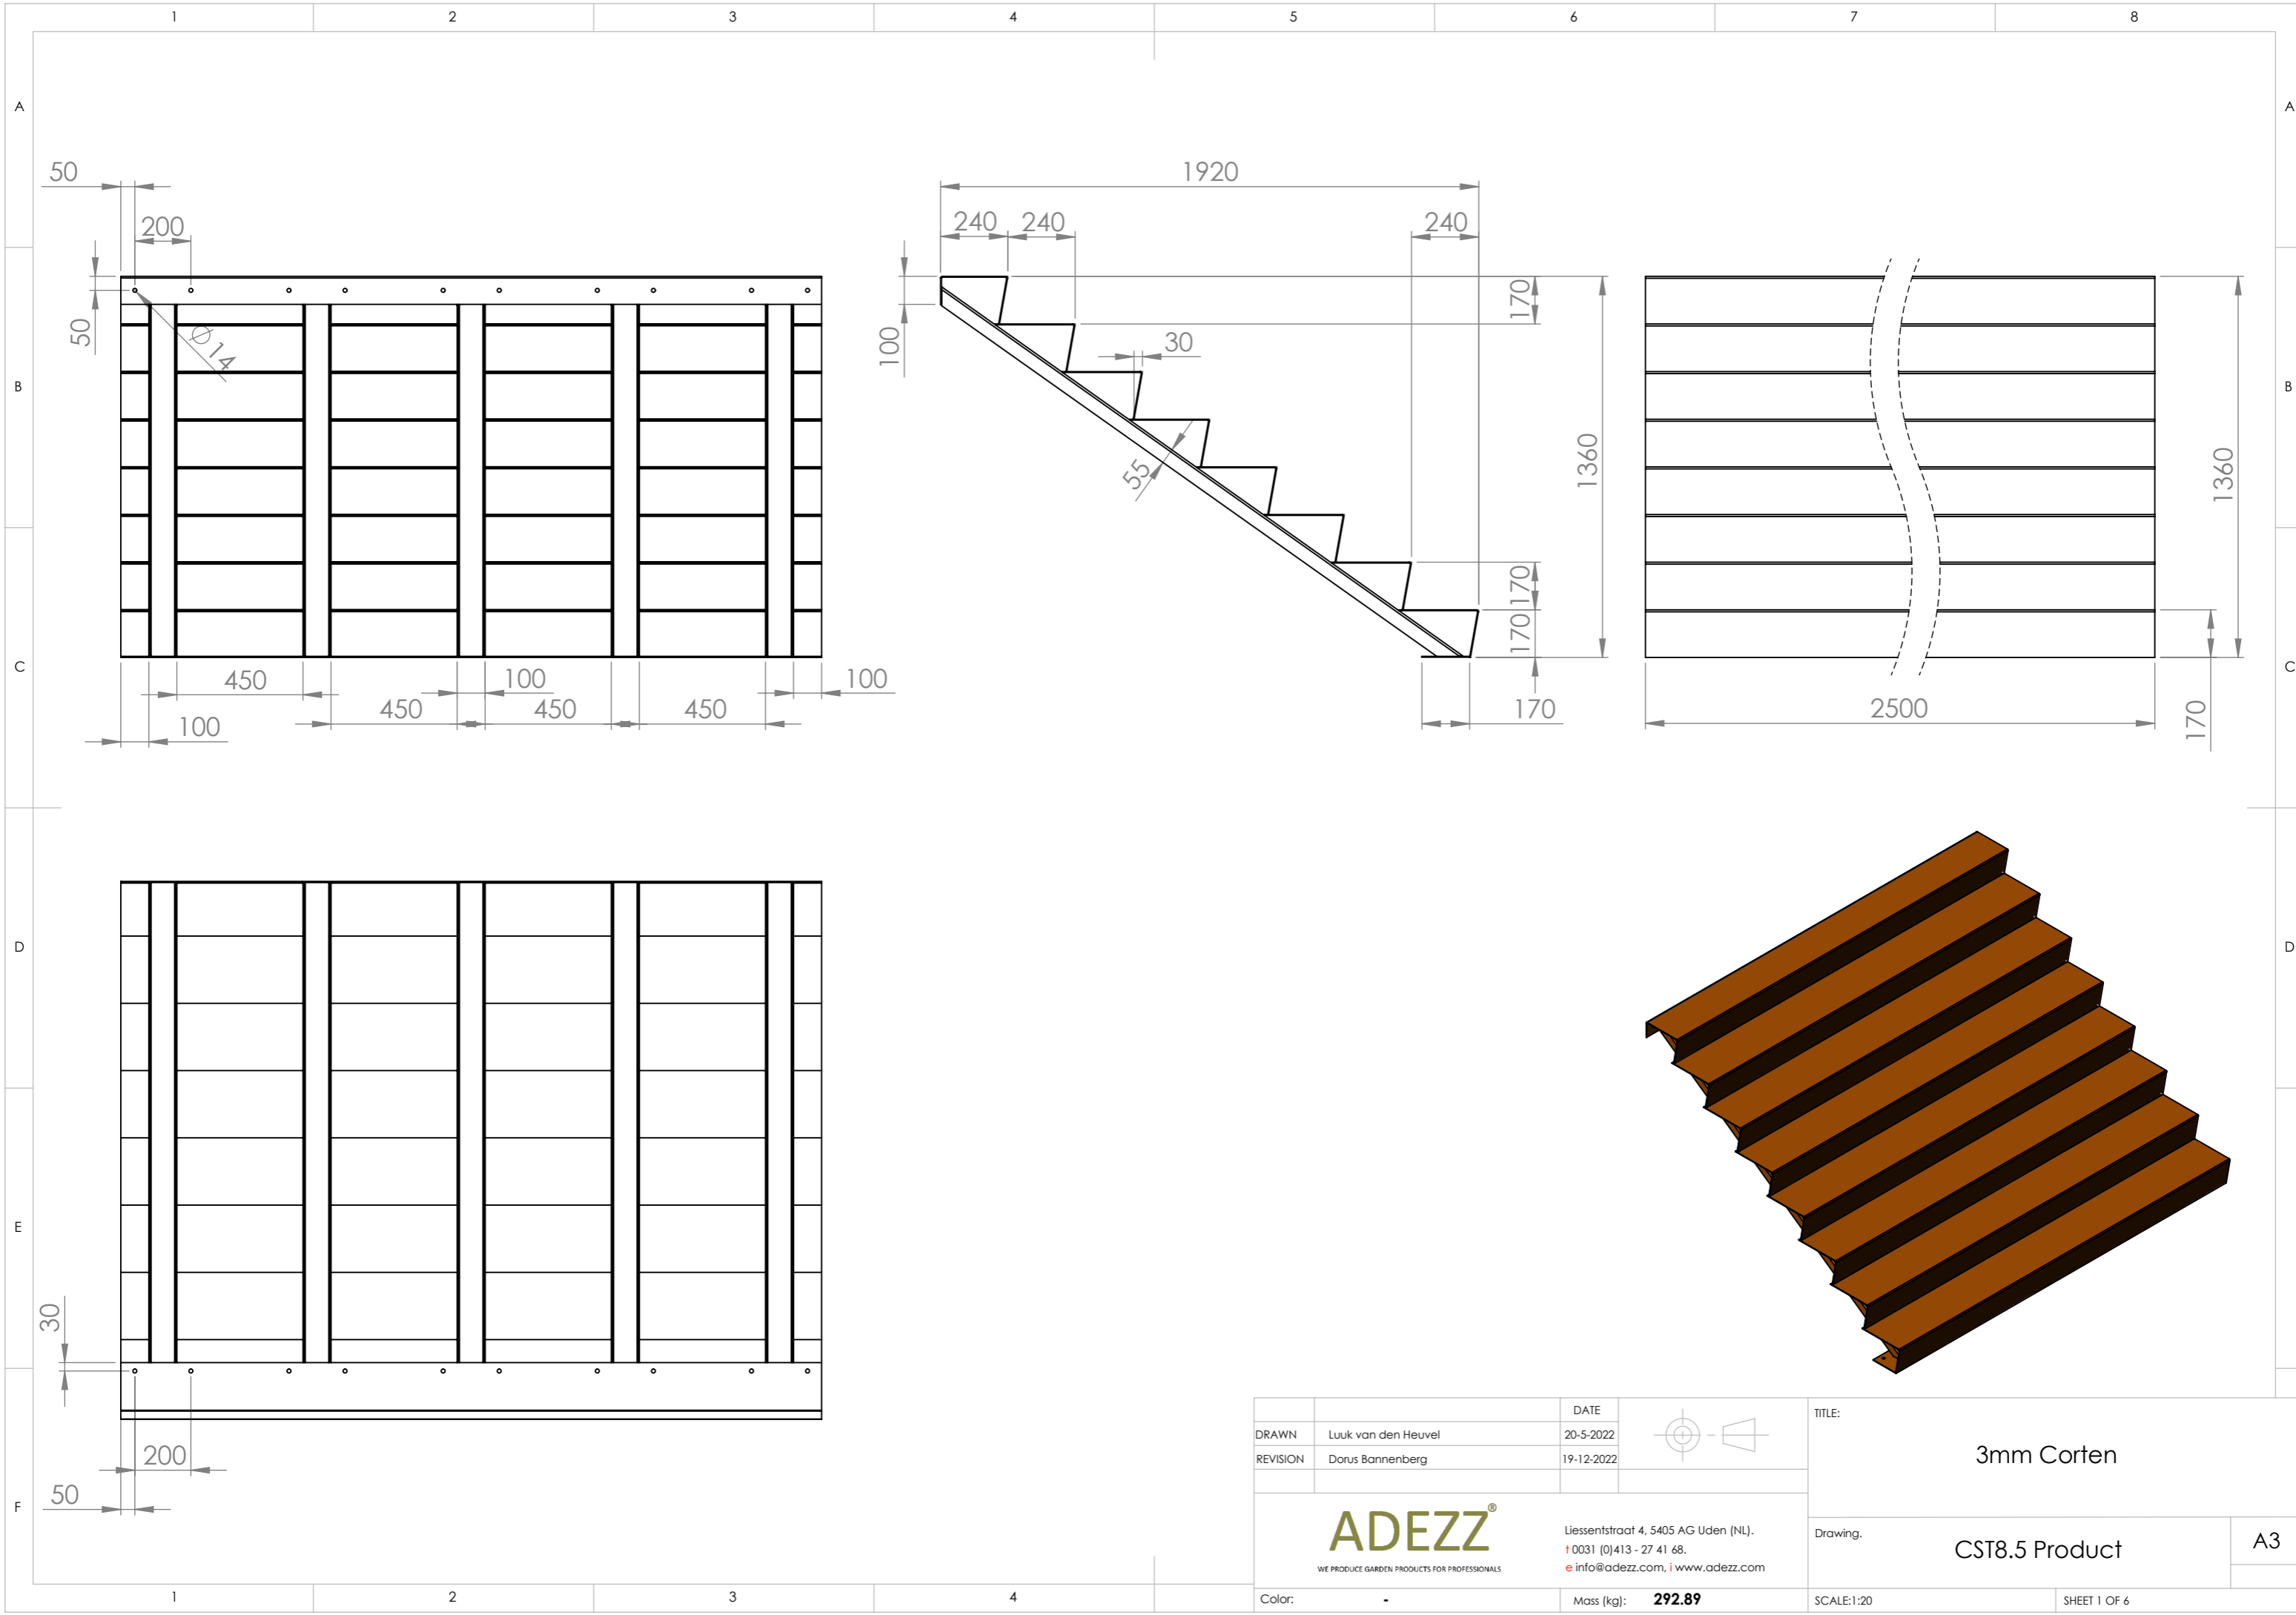 1 2 3 4 5 6 7 8
A A
50
1920
200
240 240 240
50
Ø14
100
170
30
B B
55
1360
1360
170
170
C C
450 100 100
450 450 450
100
170
2500
170
D D
30
E E
200
50
F
DATE
DRAWN Luuk van den Heuvel 20-5-2022
REVISION Dorus Bannenberg 19-12-2022
TITLE:
3mm Corten
ADEZZ®
WE PRODUCE GARDEN PRODUCTS FOR PROFESSIONALS
Liessentstraat 4, 5405 AG Uden (NL).
t 0031 (0)413 - 27 41 68.
e info@adezz.com, i www.adezz.com
Drawing.
CST8.5 Product
A3
Color: -
Mass (kg): 292.89
SCALE:1:20
SHEET 1 OF 6
1 2 3 4